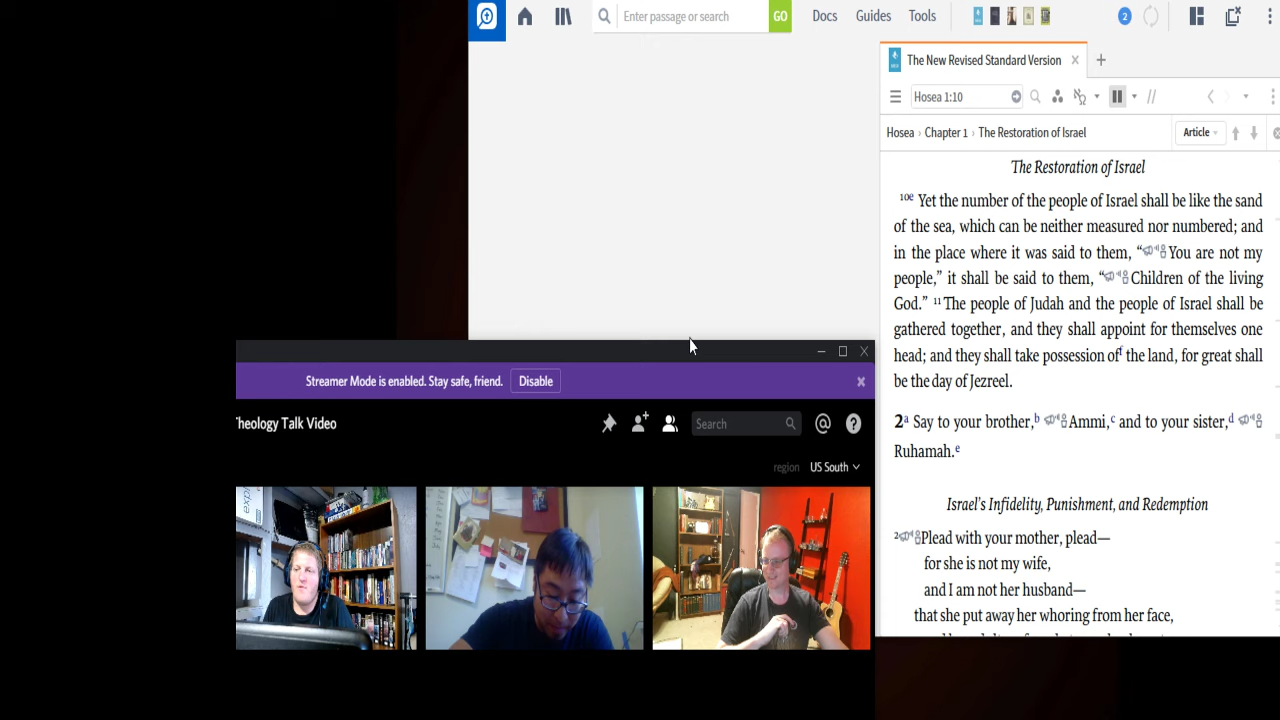 Enter passage or search
GO
Docs
Guides
Tools
2
The New Revised Standard Version
Hosea 1:10
Hosea › Chapter 1 › The Restoration of Israel
Article
The Restoration of Israel
10e Yet the number of the people of Israel shall be like the sand
of the sea, which can be neither measured nor numbered; and
in the place where it was said to them, “You are not my
people,” it shall be said to them, “Children of the living
God.” 11 The people of Judah and the people of Israel shall be
gathered together, and they shall appoint for themselves one
head; and they shall take possession off the land, for great shall
be the day of Jezreel.
2a Say to your brother,b Ammi,c and to your sister,d
Ruhamah.e
Israel’s Infidelity, Punishment, and Redemption
2 Plead with your mother, plead—
for she is not my wife,
and I am not her husband—
that she put away her whoring from her face,
Streamer Mode is enabled. Stay safe, friend.
Disable
Theology Talk Video
Search
region
US South